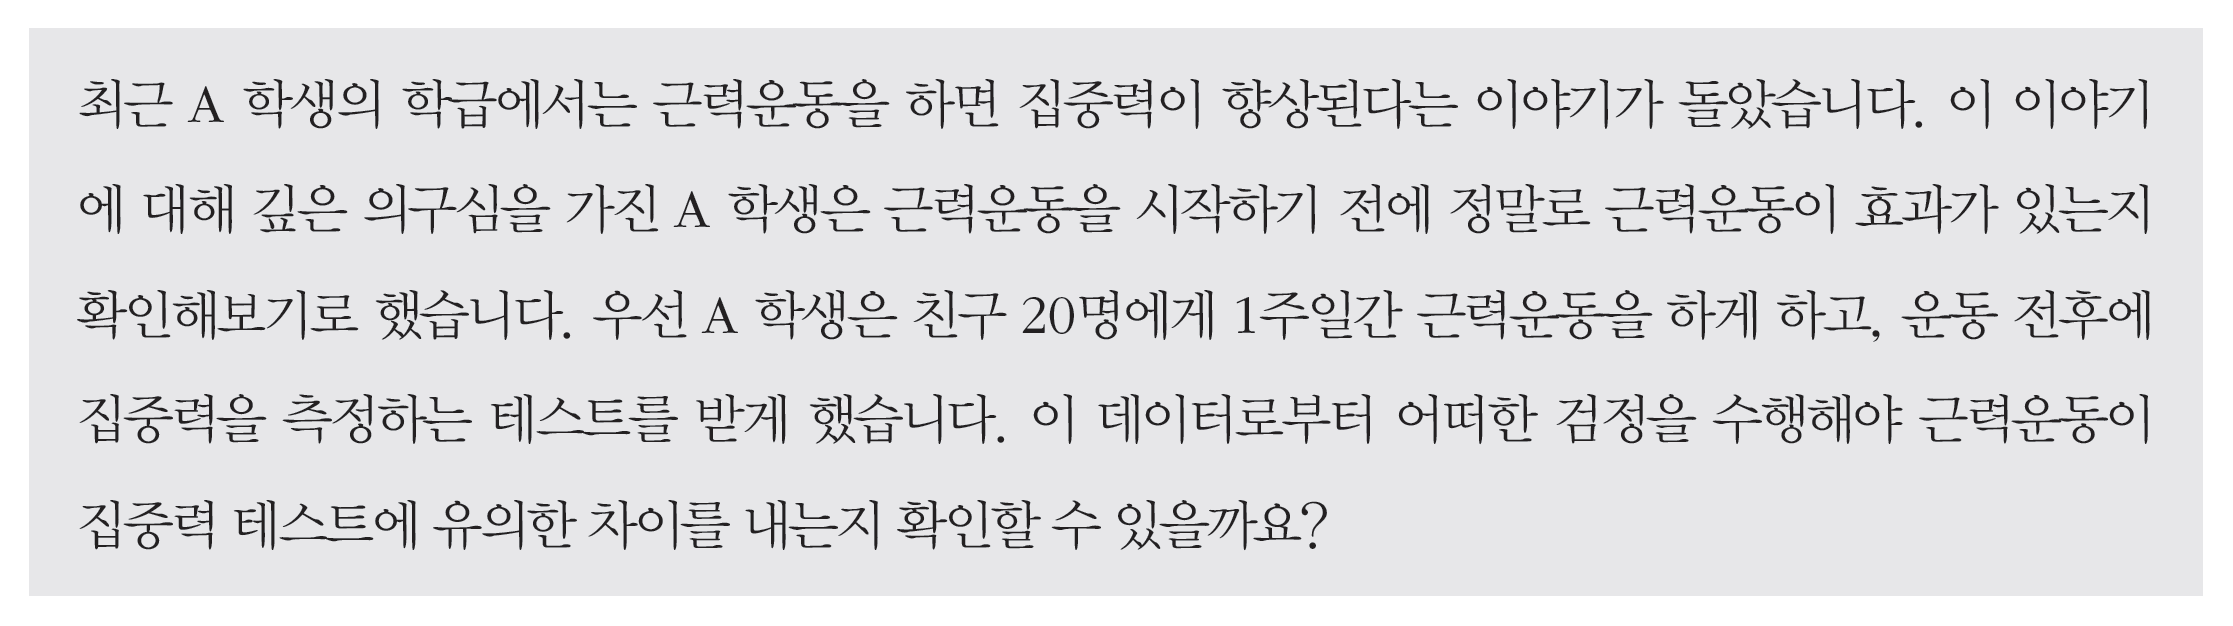 최근 A 학생의 학급에서는 근력운동을 하면 집중력이 향상된다는 이야기가 돌았습니다. 이 이야기
에 대해 깊은 의구심을 가진 A 학생은 근력운동을 시작하기 전에 정말로 근력운동이 효과가 있는지
확인해보기로 했습니다. 우선 A 학생은 친구 20명에게 1주일간 근력운동을 하게 하고, 운동 전후에
집중력을 측정하는 테스트를 받게 했습니다. 이 데이터로부터 어떠한 검정을 수행해야 근력운동이
집중력 테스트에 유의한 차이를 내는지 확인할 수 있을까요?